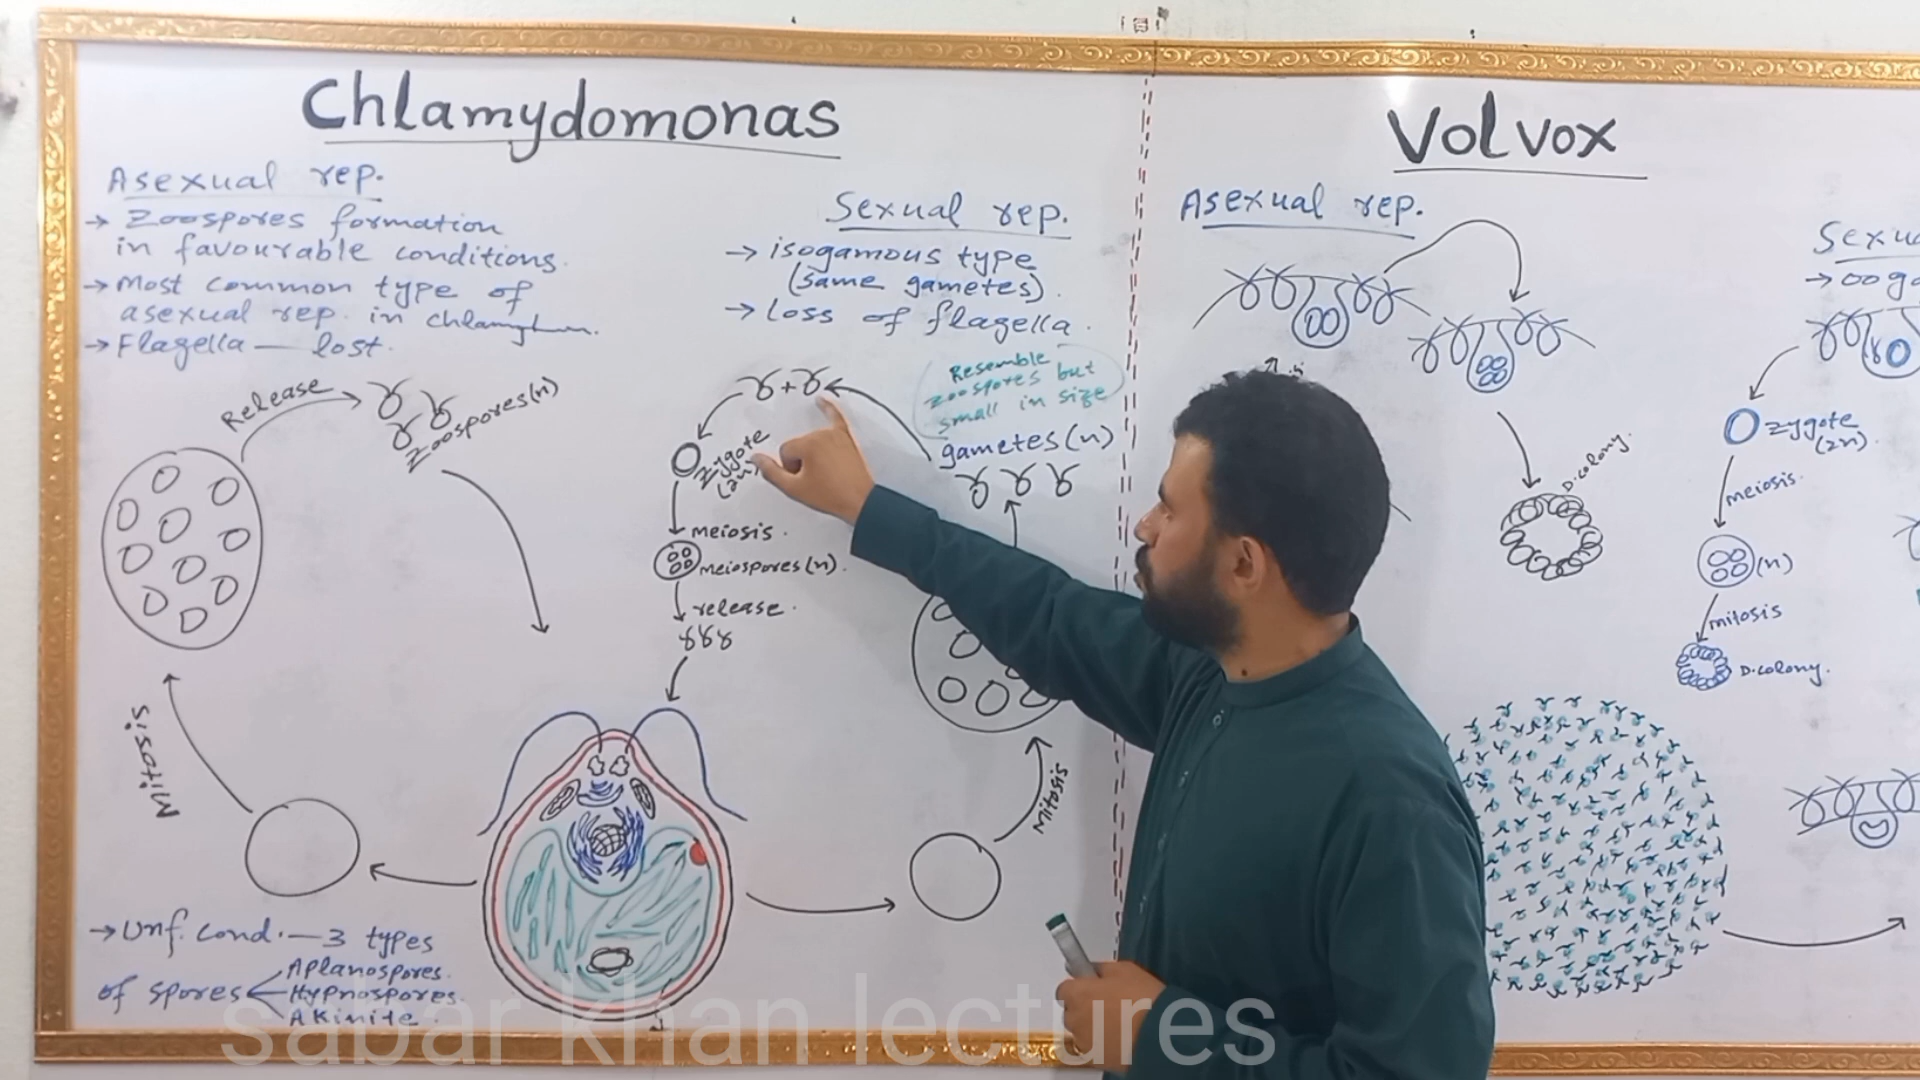 Chlamydomonas
Asexual rep.
→ Zoospores formation
in favourable conditions.
→ Most common type of
asexual rep. in
→ Flagella — lost.
Release
Zoospores(n)
Mitosis
→ Unf. cond. — 3 types
of spores
Aplanospores.
Hypnospores.
Akinite.
Sexual rep.
→ isogamous type
(same gametes).
→ Loss of flagella.
Resemble
zoospores but
small in size
gametes(n)
+
zygote
(2n)
meiosis.
meiospores(n).
release.
Mitosis
Volvox
Asexual rep.
D.colony.
Sexu
→ ooga
zygote
(2n).
meiosis.
(n)
mitosis
D.colony.
sabar khan lectures